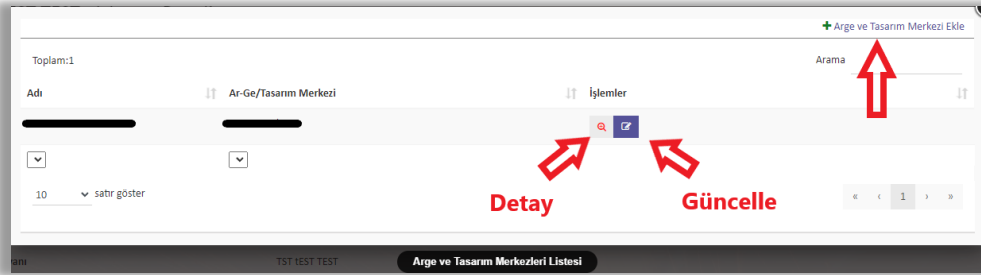 + Arge ve Tasarım Merkezi Ekle
Toplam:1
Arama
Adı
Ar-Ge/Tasarım Merkezi
İşlemler
10 satır göster
« ‹ 1 › »
Detay
Güncelle
TST tEST TEST
Arge ve Tasarım Merkezleri Listesi